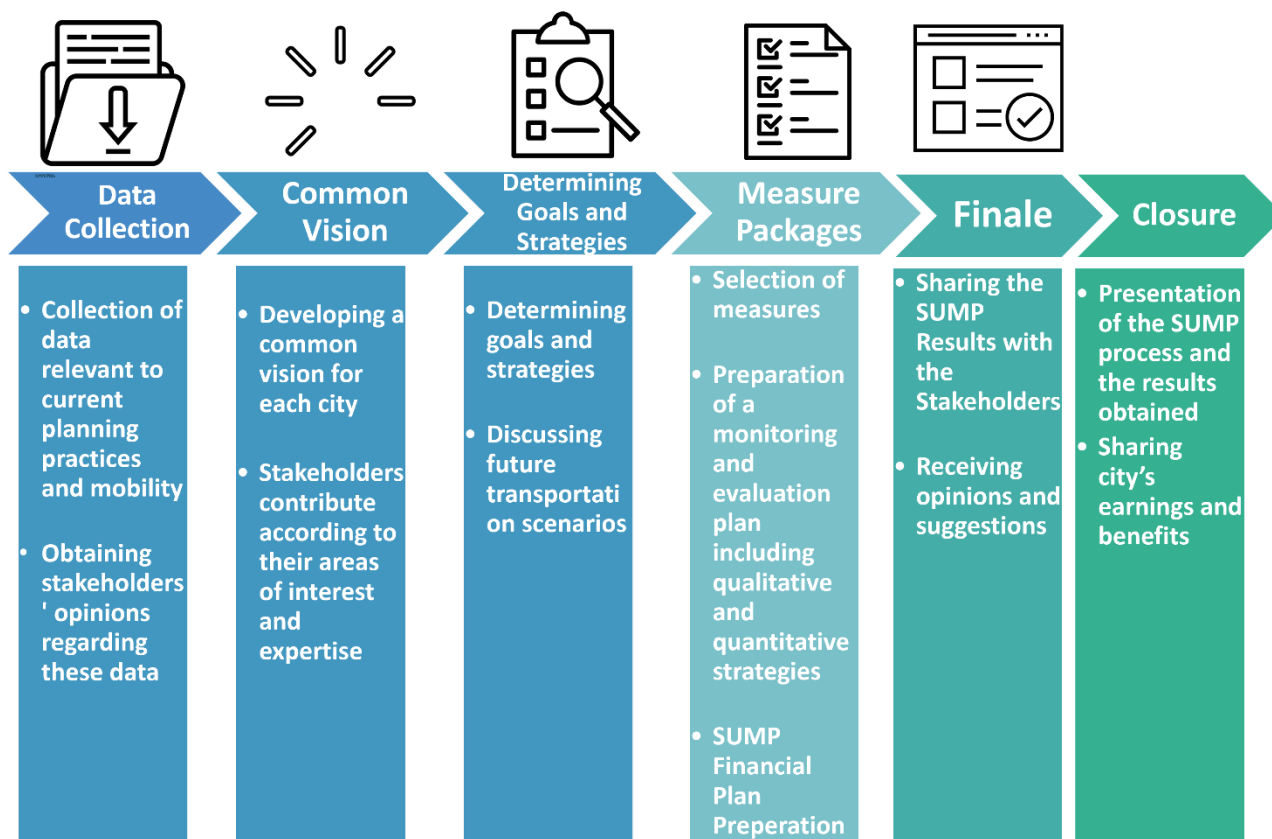 Data
Collection
Common
Vision
Determining
Goals and
Strategies
Measure
Packages
Finale
Closure
• Collection of
data
relevant to
current
planning
practices
and mobility
• Obtaining
stakeholders
' opinions
regarding
these data
• Developing a
common
vision for
each city
• Stakeholders
contribute
according to
their areas
of interest
and
expertise
• Determining
goals and
strategies
• Discussing
future
transportati
on scenarios
• Selection of
measures
• Preparation
of a
monitoring
and
evaluation
plan
including
qualitative
and
quantitative
strategies
• SUMP
Financial
Plan
Preperation
• Sharing the
SUMP
Results with
the
Stakeholders
• Receiving
opinions and
suggestions
• Presentation
of the SUMP
process and
the results
obtained
• Sharing
city's
earnings and
benefits